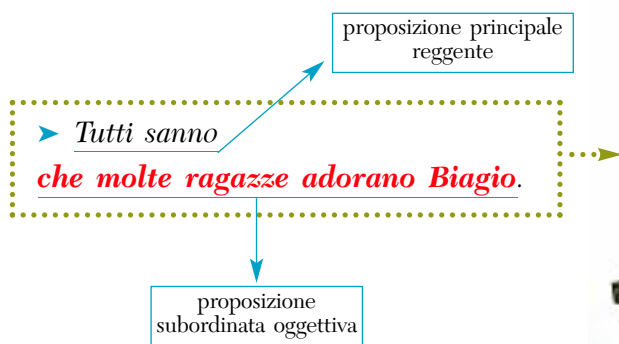 proposizione principale
reggente
➤ Tutti sanno
che molte ragazze adorano Biagio.
proposizione
subordinata oggettiva